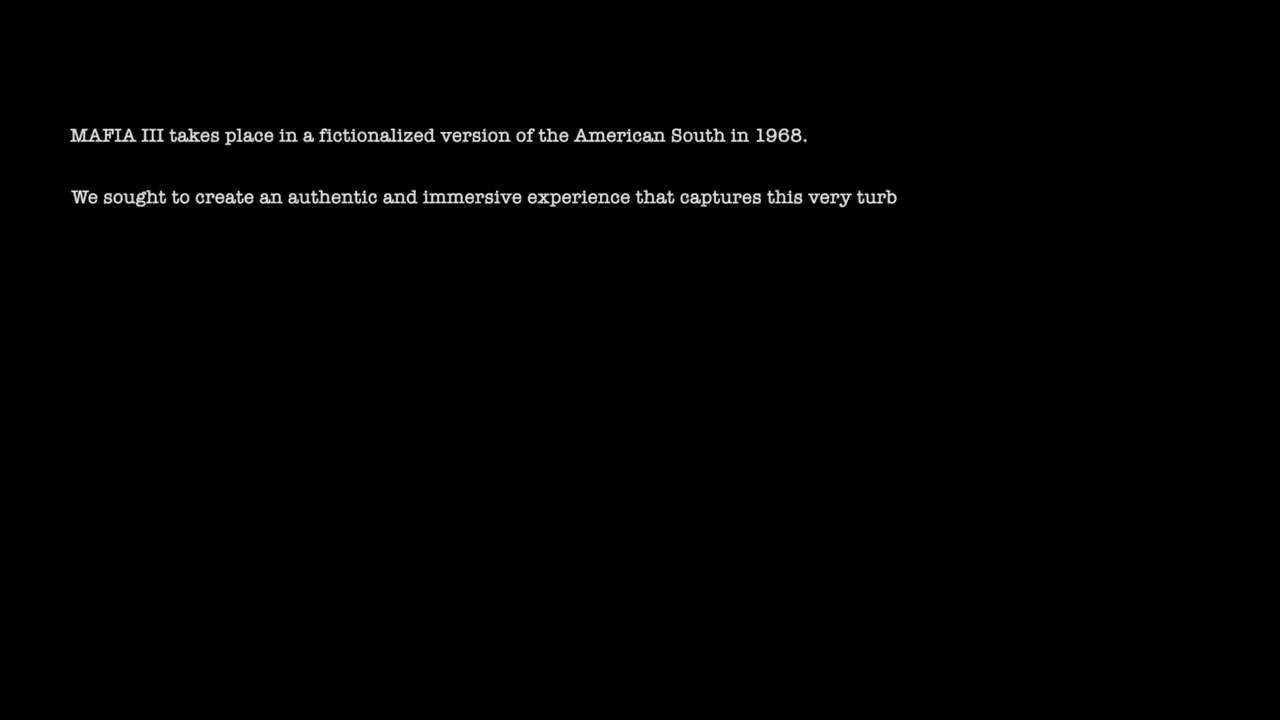 MAFIA III takes place in a fictionalized version of the American South in 1968.
We sought to create an authentic and immersive experience that captures this very turb